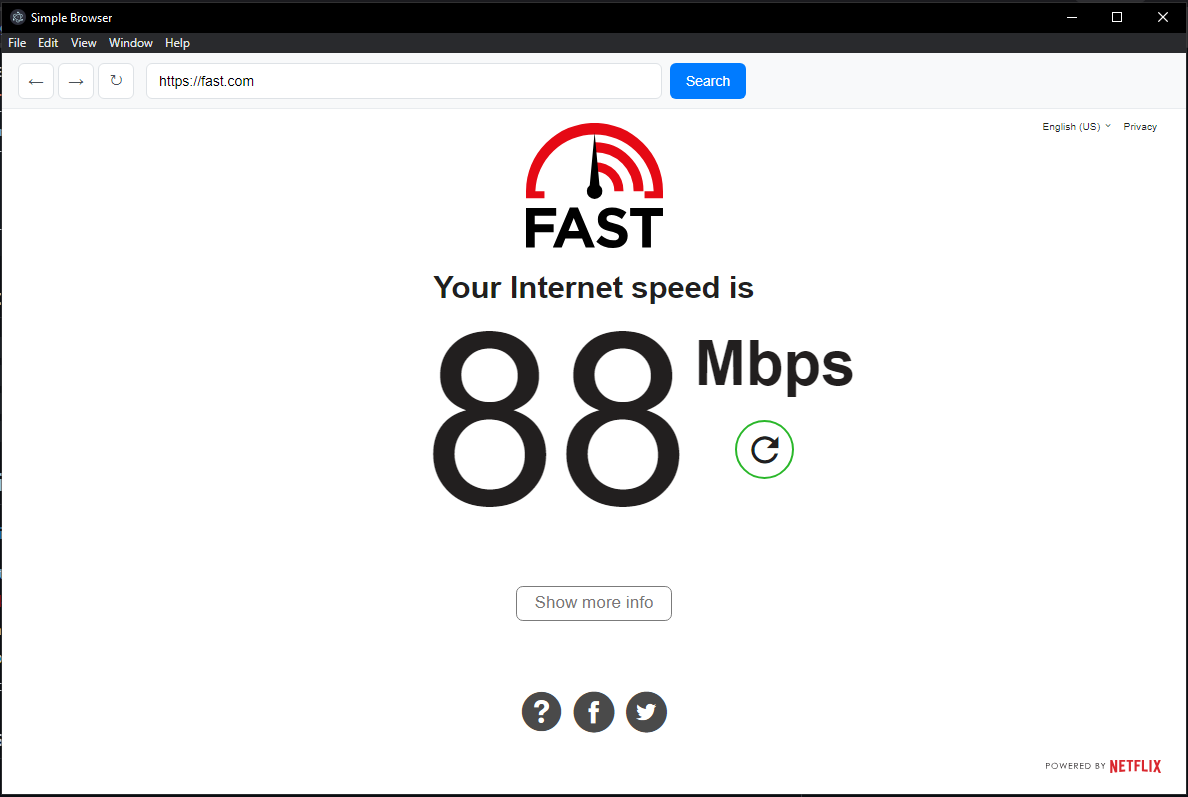 Simple Browser
File Edit View Window Help
← → ↻ https://fast.com Search
English (US) Privacy
FAST
Your Internet speed is
88 Mbps
Show more info
? f
POWERED BY NETFLIX